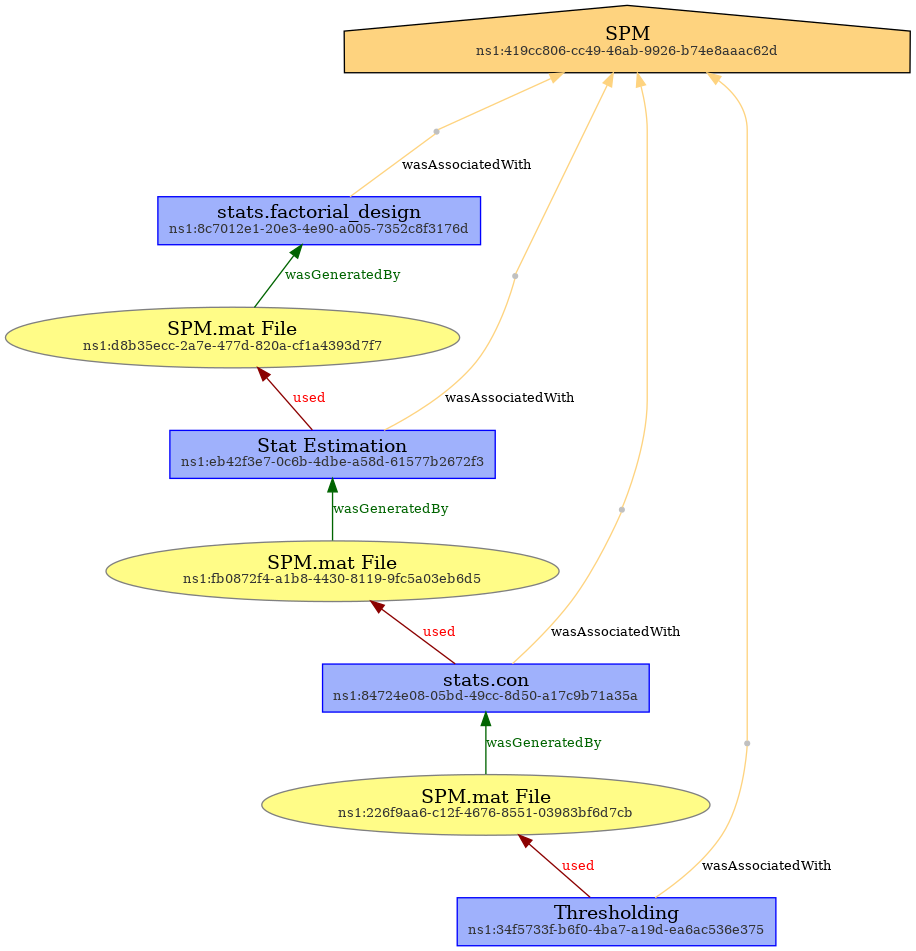 SPM
ns1:419cc806-cc49-46ab-9926-b74e8aaac62d
wasAssociatedWith
stats.factorial_design
ns1:8c7012e1-20e3-4e90-a005-7352c8f3176d
wasGeneratedBy
SPM.mat File
ns1:d8b35ecc-2a7e-477d-820a-cf1a4393d7f7
used
wasAssociatedWith
Stat Estimation
ns1:eb42f3e7-0c6b-4dbe-a58d-61577b2672f3
wasGeneratedBy
SPM.mat File
ns1:fb0872f4-a1b8-4430-8119-9fc5a03eb6d5
used
wasAssociatedWith
stats.con
ns1:84724e08-05bd-49cc-8d50-a17c9b71a35a
wasGeneratedBy
SPM.mat File
ns1:226f9aa6-c12f-4676-8551-03983bf6d7cb
used
wasAssociatedWith
Thresholding
ns1:34f5733f-b6f0-4ba7-a19d-ea6ac536e375